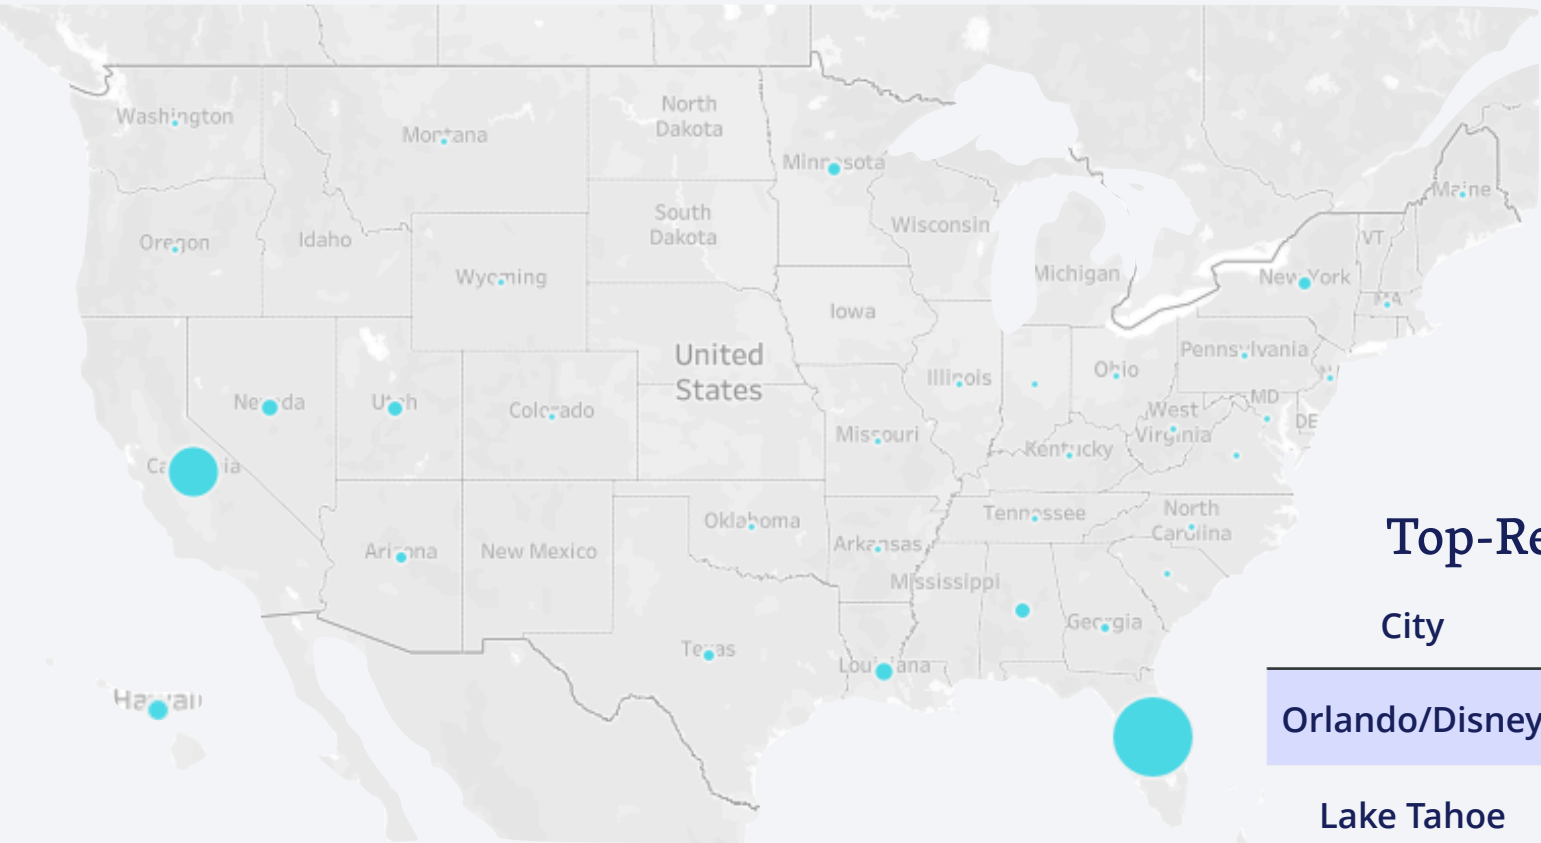 Washington
Montana
North
Dakota
Minnesota
Maine
Oregon
Idaho
South
Dakota
Wisconsin
VT
Wyoming
Michigan
New York
MA
Iowa
United
States
Pennsylvania
Nevada
Utah
Colorado
Illinois
Ohio
NJ
MD
West
Virginia
DE
Missouri
Kentucky
California
Oklahoma
Tennessee
North
Carolina
Arizona
New Mexico
Arkansas
Mississippi
Georgia
Texas
Louisiana
Hawaii
Top-Re
City
Orlando/Disney
Lake Tahoe